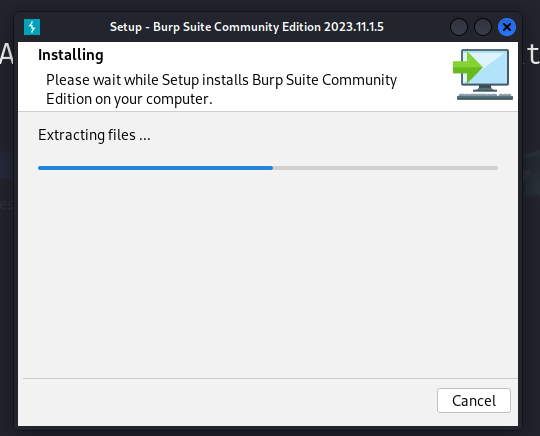 Setup - Burp Suite Community Edition 2023.11.1.5
Installing
Please wait while Setup installs Burp Suite Community
Edition on your computer.
Extracting files ...
Cancel